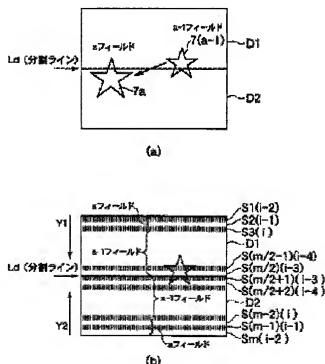 aフィールド
a-1フィールド
7(a-1)
D1
Ld（分割ライン）
7a
D2
(a)
aフィールド
S1(i-2)
S2(i-1)
S3(i)
Y1
a-1フィールド
D1
S(m/2-1)(i-4)
S(m/2)(i-3)
Ld（分割ライン）
S(m/2+1)(i-3)
S(m/2+2)(i-4)
a-1フィールド
D2
S(m-2)(i)
S(m-1)(i-1)
Y2
aフィールド
Sm(i-2)
(b)